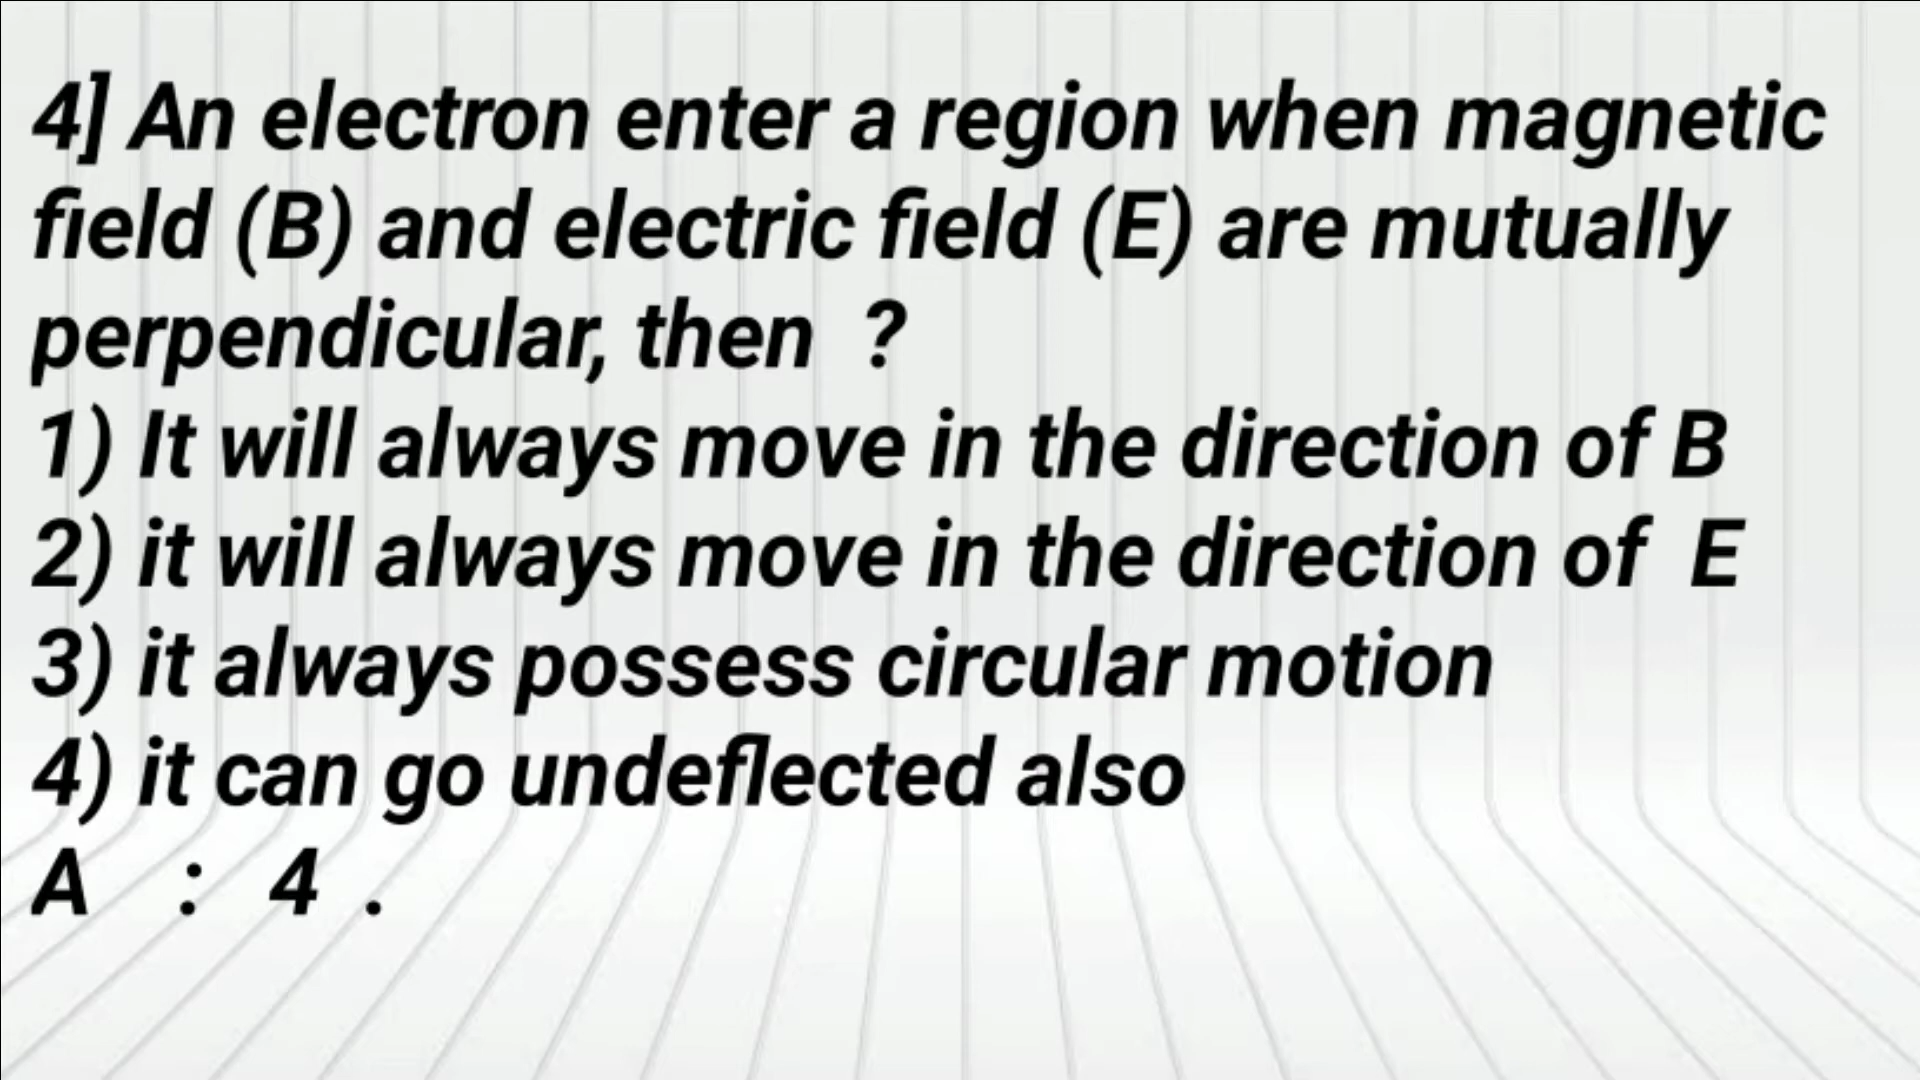 4] An electron enter a region when magnetic
field (B) and electric field (E) are mutually
perpendicular, then ?
1) It will always move in the direction of B
2) it will always move in the direction of E
3) it always possess circular motion
4) it can go undeflected also
A : 4 .